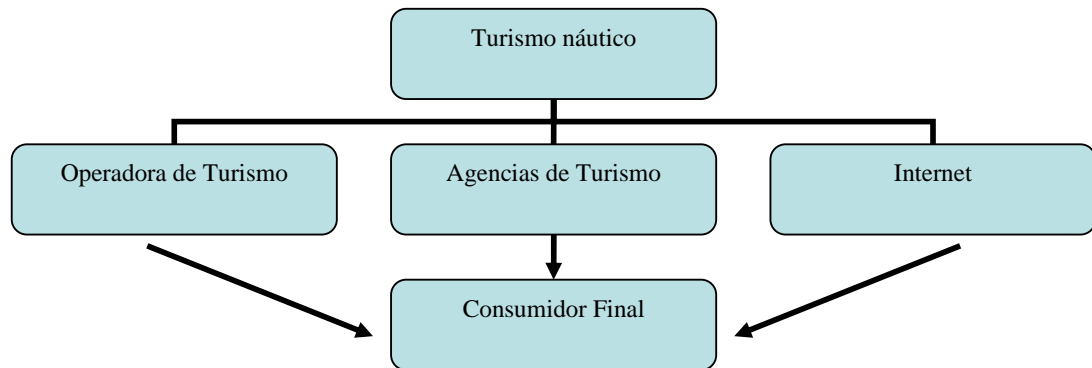 Turismo náutico
Operadora de Turismo
Agencias de Turismo
Internet
Consumidor Final